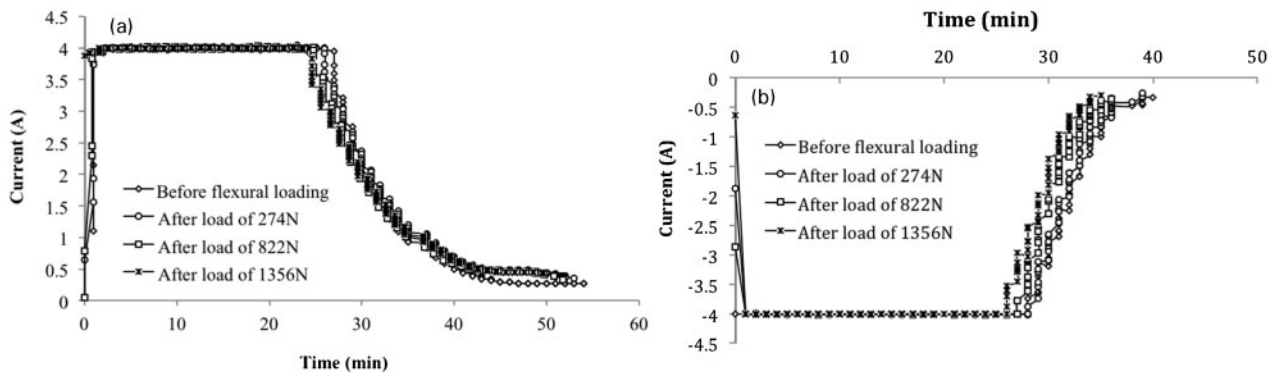 (a)
4.5
4
3.5
3
2.5
2
1.5
1
0.5
0
Current (A)
Before flexural loading
After load of 274N
After load of 822N
After load of 1356N
0 10 20 30 40 50 60
Time (min)
Time (min)
0 10 20 30 40 50
(b)
0
-0.5
-1
-1.5
-2
-2.5
-3
-3.5
-4
-4.5
Current (A)
Before flexural loading
After load of 274N
After load of 822N
After load of 1356N